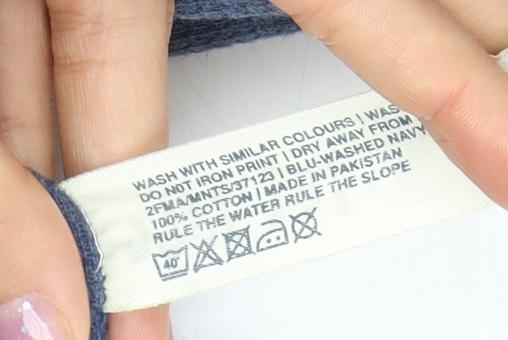 WASH WITH SIMILAR COLOURS | WAS
DO NOT IRON PRINT | DRY AWAY FROM
2FMA/MNTS/37123 | BLU-WASHED NAVY
100% COTTON | MADE IN PAKISTAN
RULE THE WATER RULE THE SLOPE
40°